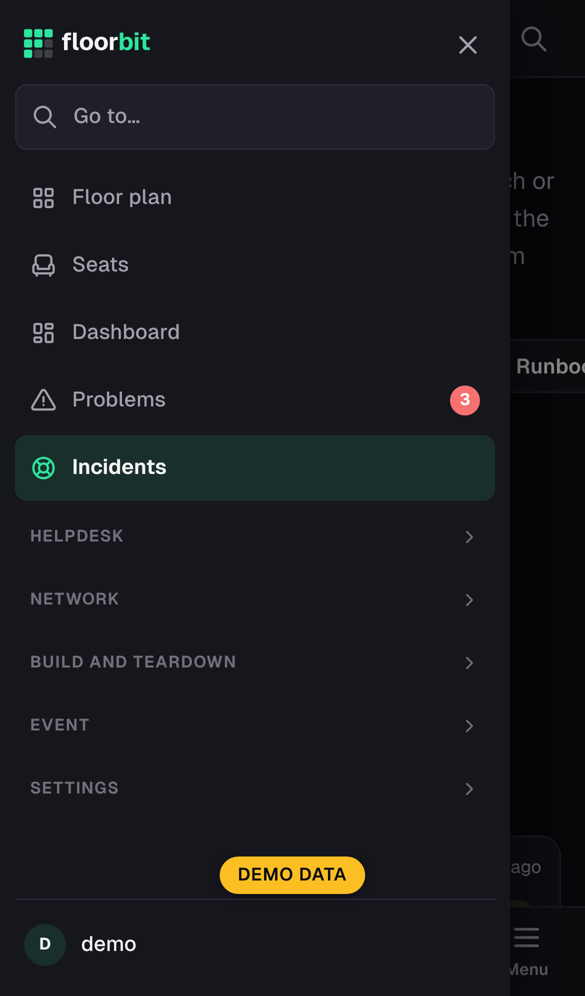 floorbit
Go to...
Floor plan
Seats
Dashboard
Problems
3
Incidents
HELPDESK
NETWORK
BUILD AND TEARDOWN
EVENT
SETTINGS
DEMO DATA
D
demo
or
the
ago
Menu